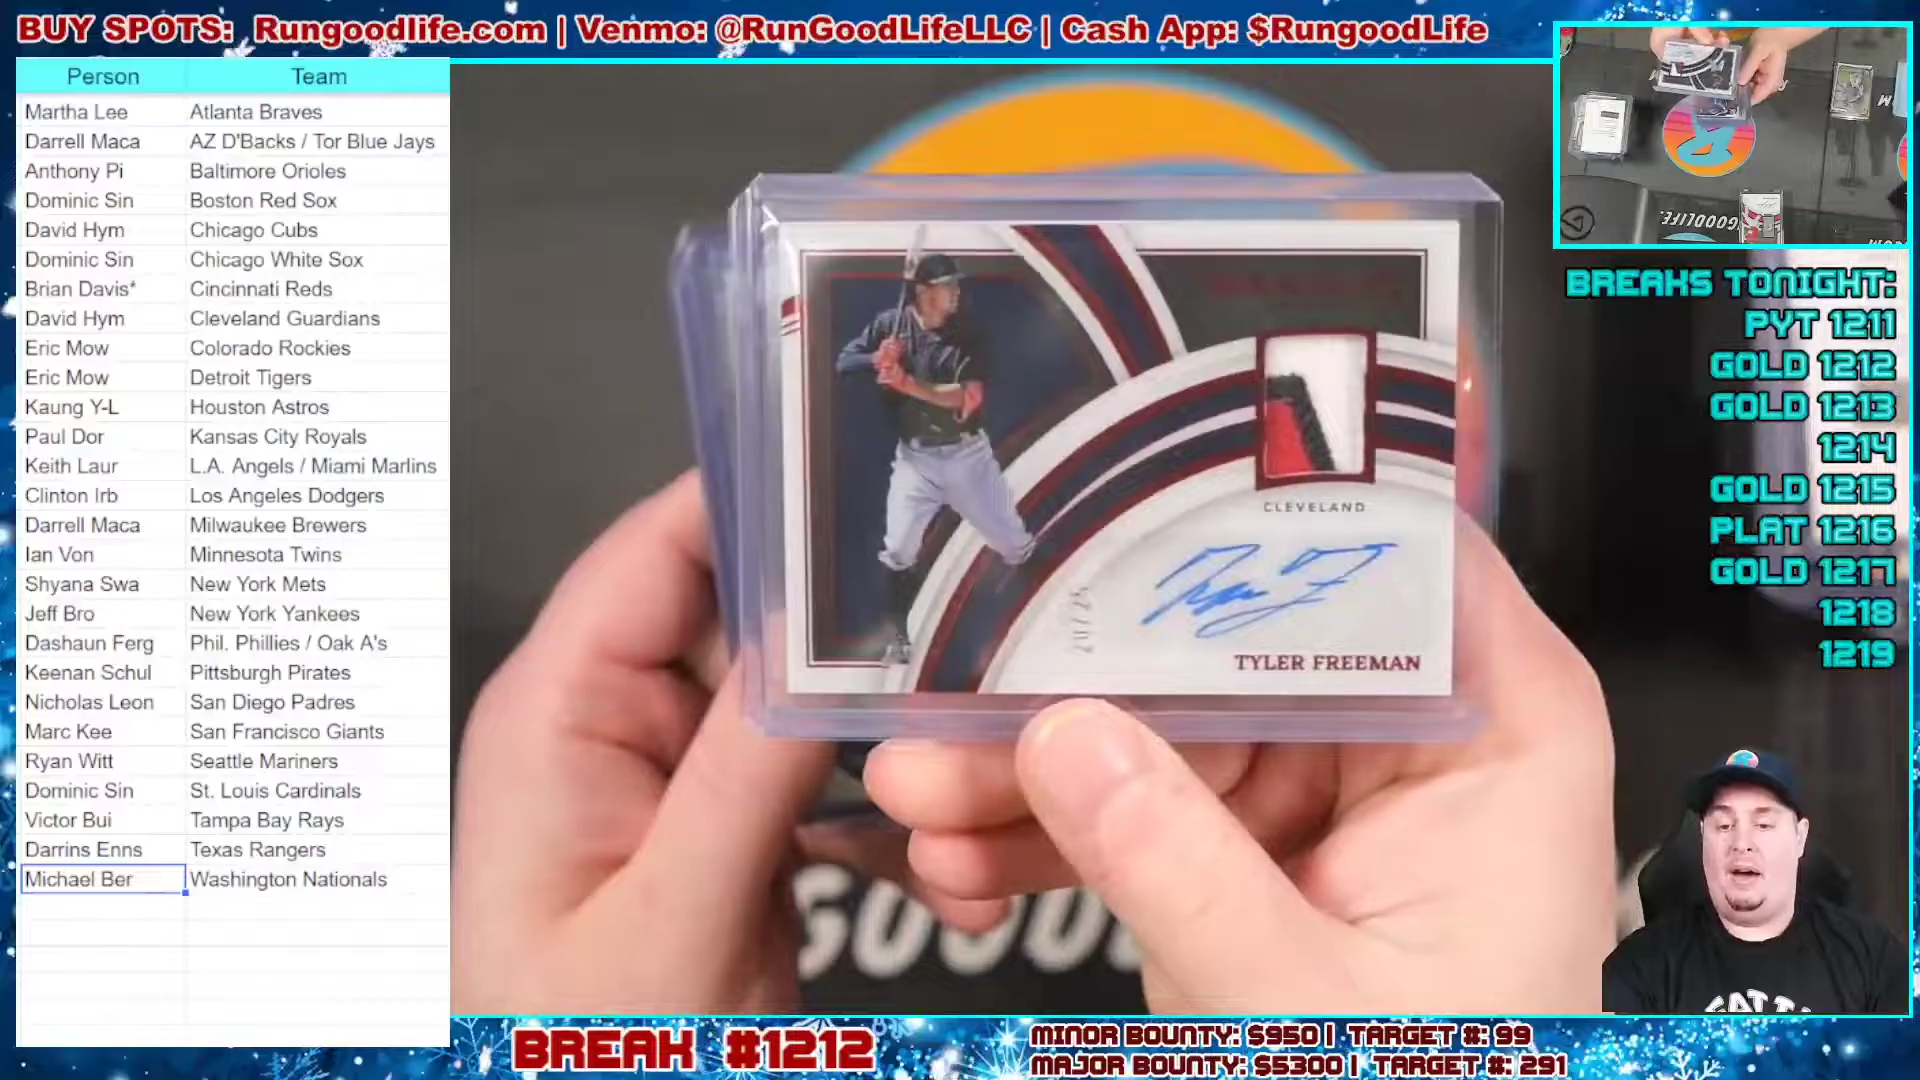 BUY SPOTS: Rungoodlife.com | Venmo: @RunGoodLifeLLC | Cash App: $RungoodLife
Person Team
Martha Lee Atlanta Braves
Darrell Maca AZ D'Backs / Tor Blue Jays
Anthony Pi Baltimore Orioles
Dominic Sin Boston Red Sox
David Hym Chicago Cubs
Dominic Sin Chicago White Sox
Brian Davis* Cincinnati Reds
David Hym Cleveland Guardians
Eric Mow Colorado Rockies
Eric Mow Detroit Tigers
Kaung Y-L Houston Astros
Paul Dor Kansas City Royals
Keith Laur L.A. Angels / Miami Marlins
Clinton Irb Los Angeles Dodgers
Darrell Maca Milwaukee Brewers
Ian Von Minnesota Twins
Shyana Swa New York Mets
Jeff Bro New York Yankees
Dashaun Ferg Phil. Phillies / Oak A's
Keenan Schul Pittsburgh Pirates
Nicholas Leon San Diego Padres
Marc Kee San Francisco Giants
Ryan Witt Seattle Mariners
Dominic Sin St. Louis Cardinals
Victor Bui Tampa Bay Rays
Darrins Enns Texas Rangers
Michael Ber Washington Nationals
CLEVELAND
20/25
TYLER FREEMAN
GOODLIFE.
BREAKS TONIGHT:
PYT 1211
GOLD 1212
GOLD 1213
1214
GOLD 1215
PLAT 1216
GOLD 1217
1218
1219
BREAK #1212
MINOR BOUNTY: $950 | TARGET #: 99
MAJOR BOUNTY: $5300 | TARGET #: 291